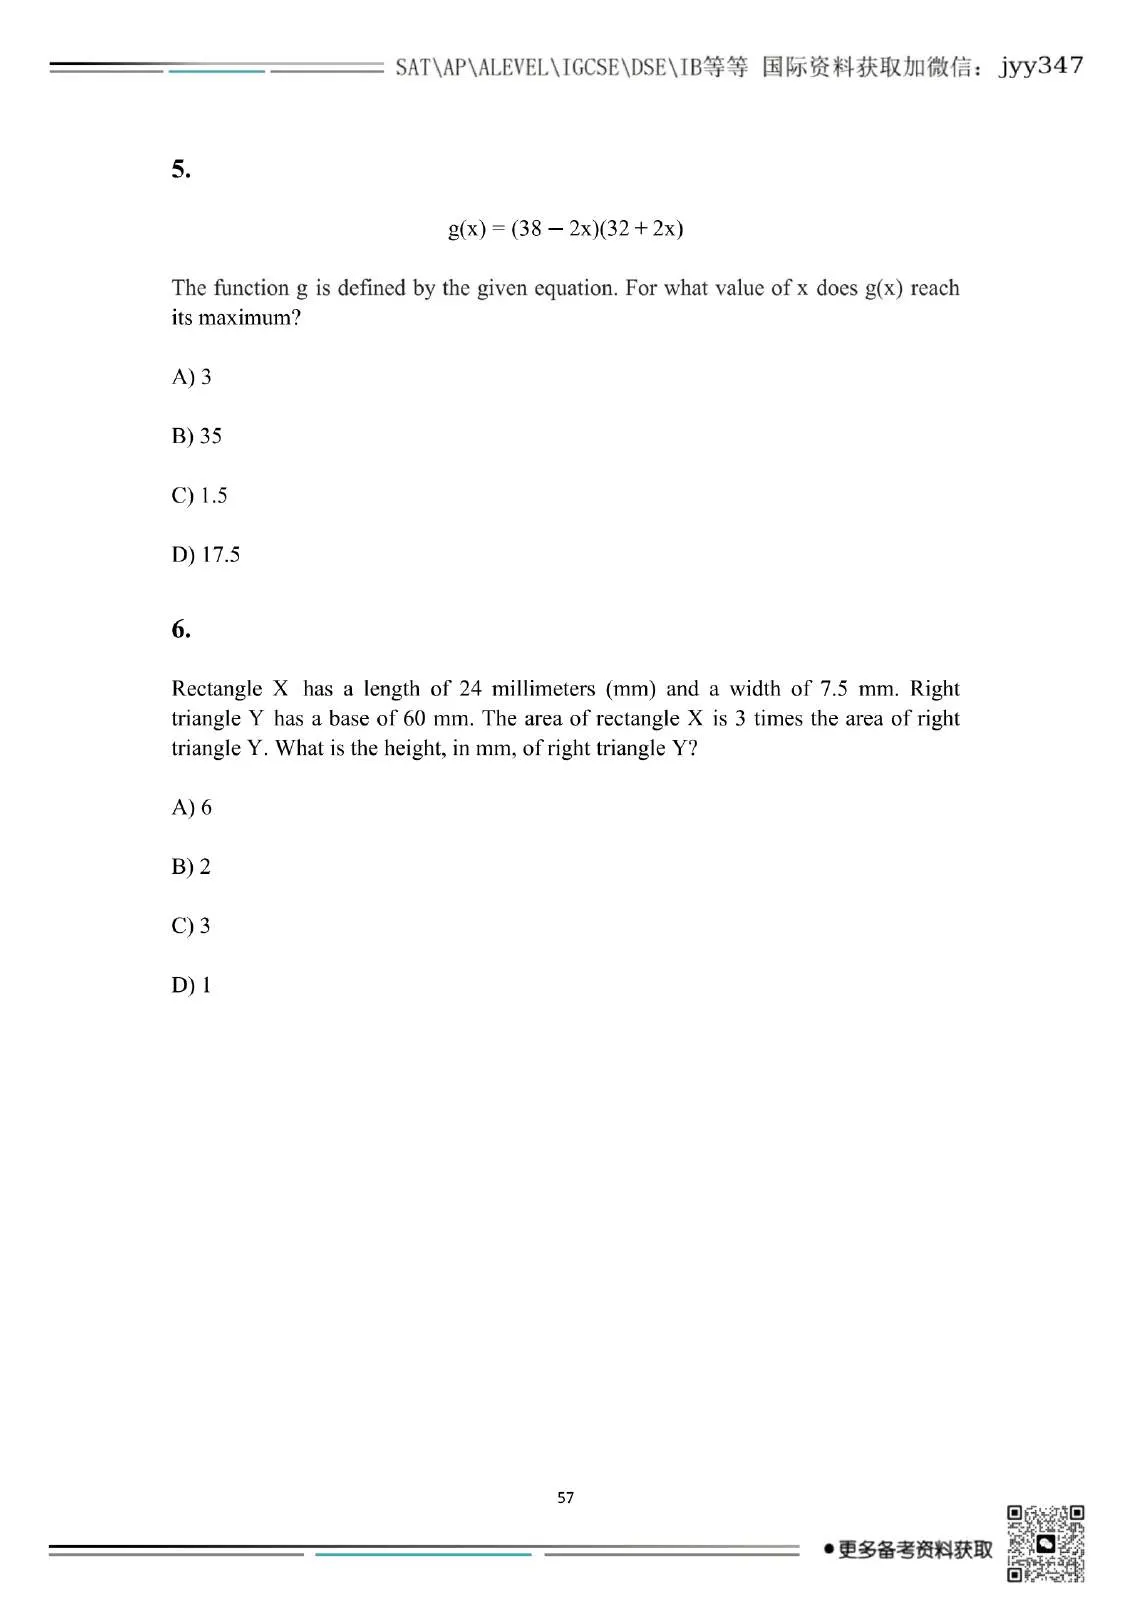 SAT\AP\ALEVEL\IGCSE\DSE\IB等等 国际资料获取加微信: jyy347
5.
g(x) = (38 − 2x)(32 + 2x)
The function g is defined by the given equation. For what value of x does g(x) reach
its maximum?
A) 3
B) 35
C) 1.5
D) 17.5
6.
Rectangle X has a length of 24 millimeters (mm) and a width of 7.5 mm. Right
triangle Y has a base of 60 mm. The area of rectangle X is 3 times the area of right
triangle Y. What is the height, in mm, of right triangle Y?
A) 6
B) 2
C) 3
D) 1
57
●更多备考资料获取